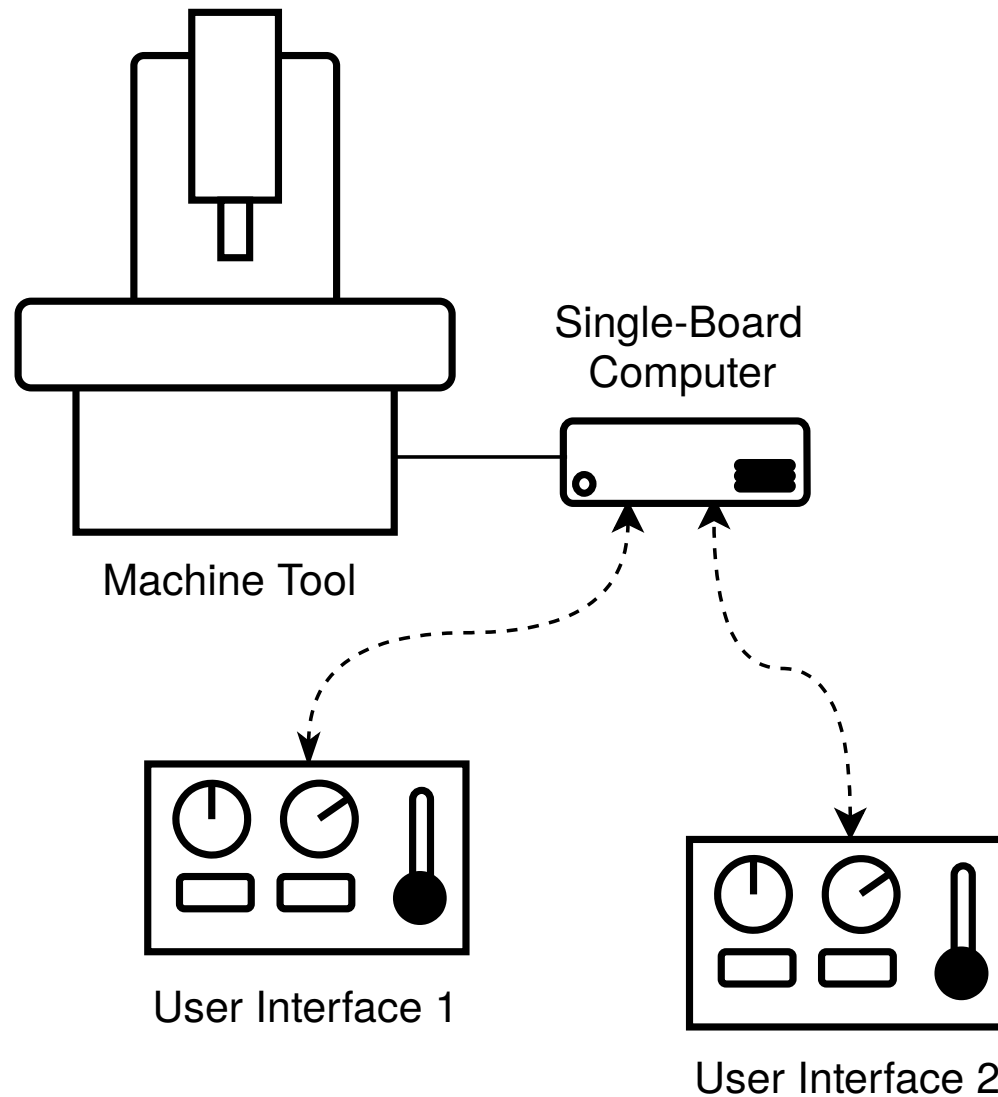 Single-Board
Computer
Machine Tool
User Interface 1
User Interface 2